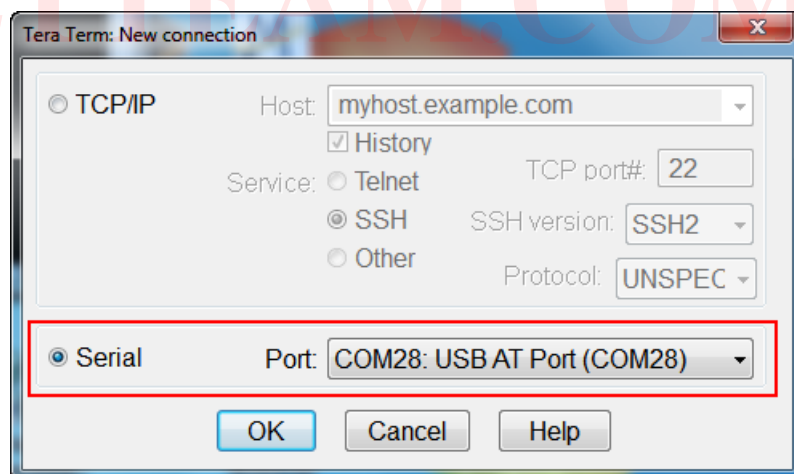 Tera Term: New connection
TCP/IP
Host: myhost.example.com
History
Service: Telnet
TCP port#: 22
SSH
SSH version: SSH2
Other
Protocol: UNSPEC
Serial
Port: COM28: USB AT Port (COM28)
OK Cancel Help